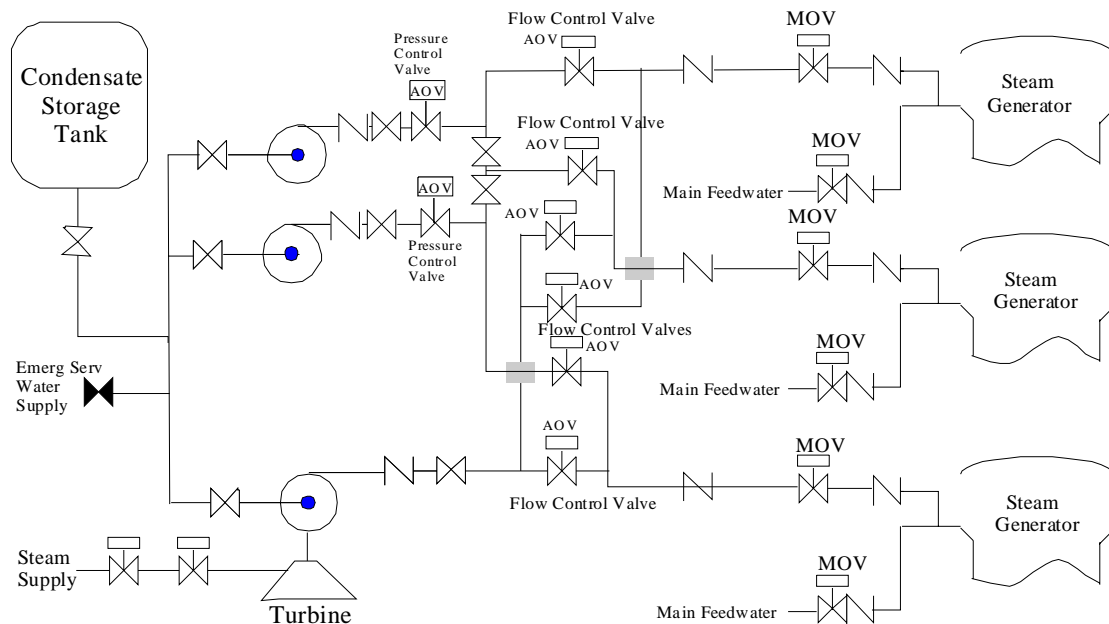 Flow Control Valve
AOV
MOV
Pressure
Control
Valve
AOV
Condensate
Storage
Tank
Steam
Generator
Flow Control Valve
AOV
MOV
Main Feedwater
AOV
Pressure
Control
Valve
AOV
MOV
AOV
Steam
Generator
Flow Control Valves
AOV
MOV
Emerg Serv
Water
Supply
Main Feedwater
AOV
MOV
Flow Control Valve
Steam
Generator
Steam
Supply
MOV
Turbine
Main Feedwater